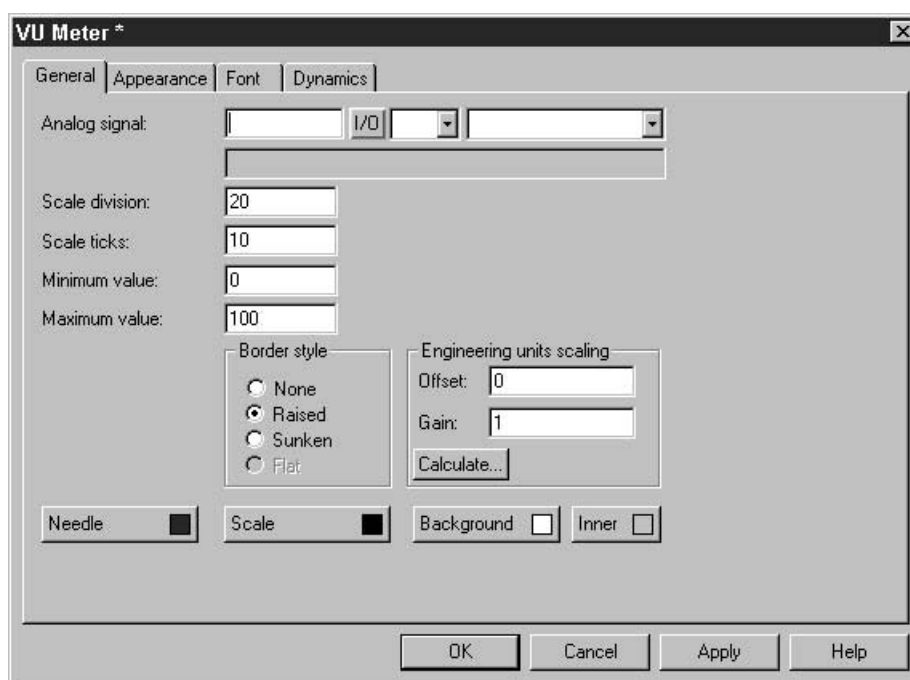 VU Meter *
General Appearance Font Dynamics
Analog signal: I/O
Scale division: 20
Scale ticks: 10
Minimum value: 0
Maximum value: 100
Border style Engineering units scaling
None Offset: 0
Raised
Sunken Gain: 1
Flat Calculate...
Needle Scale Background Inner
OK Cancel Apply Help